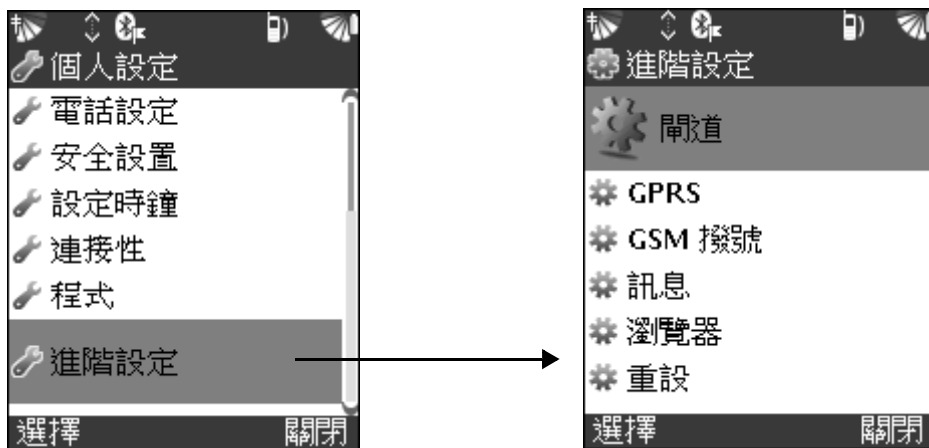 個人設定
電話設定
安全設置
設定時鐘
連接性
程式
進階設定
選擇 關閉
進階設定
閘道
GPRS
GSM 撥號
訊息
瀏覽器
重設
選擇 關閉